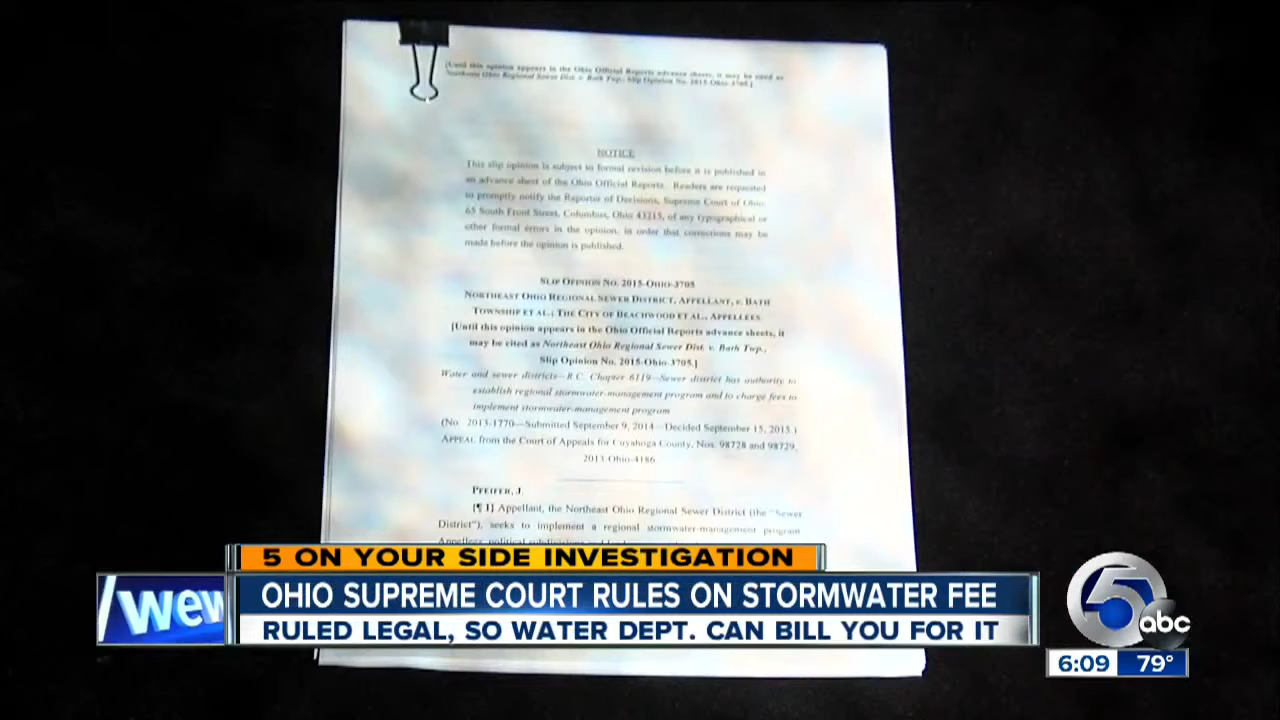 [Until this opinion appears in the Ohio Official Reports advance sheets, it may be cited as
Northeast Ohio Regional Sewer Dist. v. Bath Twp., Slip Opinion No. 2015-Ohio-3705.]
NOTICE
This slip opinion is subject to formal revision before it is published in
an advance sheet of the Ohio Official Reports. Readers are requested
to promptly notify the Reporter of Decisions, Supreme Court of Ohio,
65 South Front Street, Columbus, Ohio 43215, of any typographical or
other formal errors in the opinion, in order that corrections may be
made before the opinion is published.
SLIP OPINION NO. 2015-OHIO-3705
NORTHEAST OHIO REGIONAL SEWER DISTRICT, APPELLANT, v. BATH
TOWNSHIP ET AL.; THE CITY OF BEACHWOOD ET AL., APPELLEES.
[Until this opinion appears in the Ohio Official Reports advance sheets, it
may be cited as Northeast Ohio Regional Sewer Dist. v. Bath Twp.,
Slip Opinion No. 2015-Ohio-3705.]
Water and sewer districts—R.C. Chapter 6119—Sewer district has authority to
establish regional stormwater-management program and to charge fees to
implement stormwater-management program
(No. 2013-1770—Submitted September 9, 2014—Decided September 15, 2015.)
APPEAL from the Court of Appeals for Cuyahoga County, Nos. 98728 and 98729,
2013-Ohio-4186
PFEIFER, J.
[¶ 1] Appellant, the Northeast Ohio Regional Sewer District (the "Sewer
District"), seeks to implement a regional stormwater-management program
Appellees, political subdivisions and
5 ON YOUR SIDE INVESTIGATION
wew
OHIO SUPREME COURT RULES ON STORMWATER FEE
RULED LEGAL, SO WATER DEPT. CAN BILL YOU FOR IT
5 abc
6:09 79°